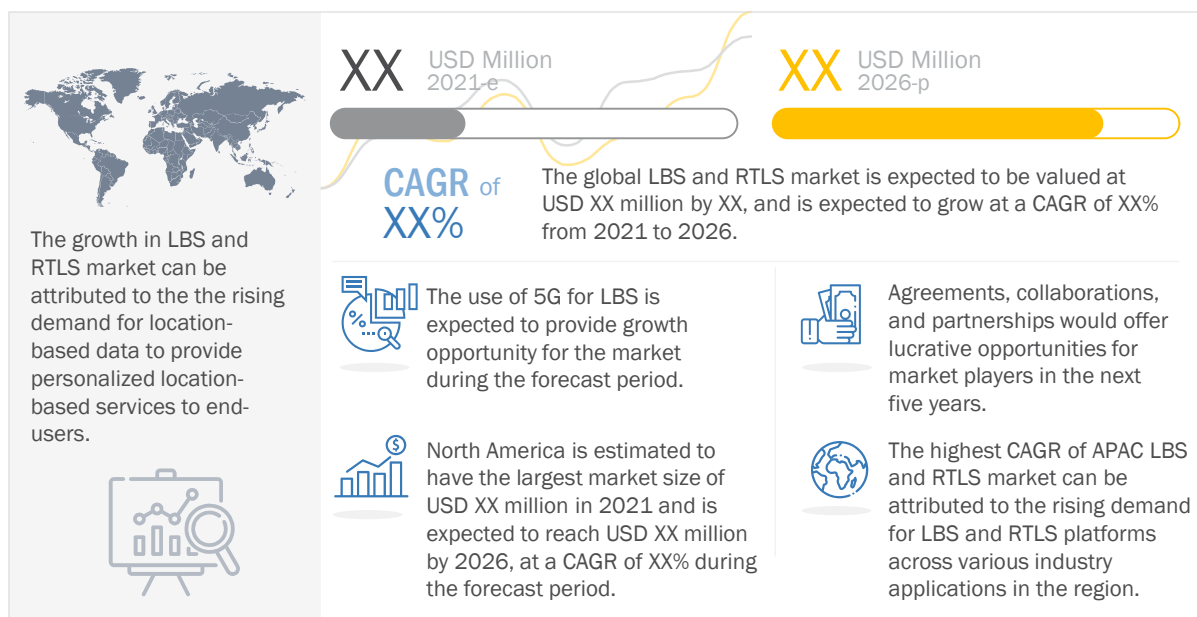 The growth in LBS and
RTLS market can be
attributed to the the rising
demand for location-
based data to provide
personalized location-
based services to end-
users.
XX USD Million
2021-e
XX USD Million
2026-p
CAGR of
XX%
The global LBS and RTLS market is expected to be valued at
USD XX million by XX, and is expected to grow at a CAGR of XX%
from 2021 to 2026.
%
The use of 5G for LBS is
expected to provide growth
opportunity for the market
during the forecast period.
Agreements, collaborations,
and partnerships would offer
lucrative opportunities for
market players in the next
five years.
$
North America is estimated to
have the largest market size of
USD XX million in 2021 and is
expected to reach USD XX million
by 2026, at a CAGR of XX% during
the forecast period.
The highest CAGR of APAC LBS
and RTLS market can be
attributed to the rising demand
for LBS and RTLS platforms
across various industry
applications in the region.